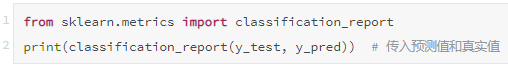 1 from sklearn.metrics import classification_report
2 print(classification_report(y_test, y_pred))  # 传入预测值和真实值